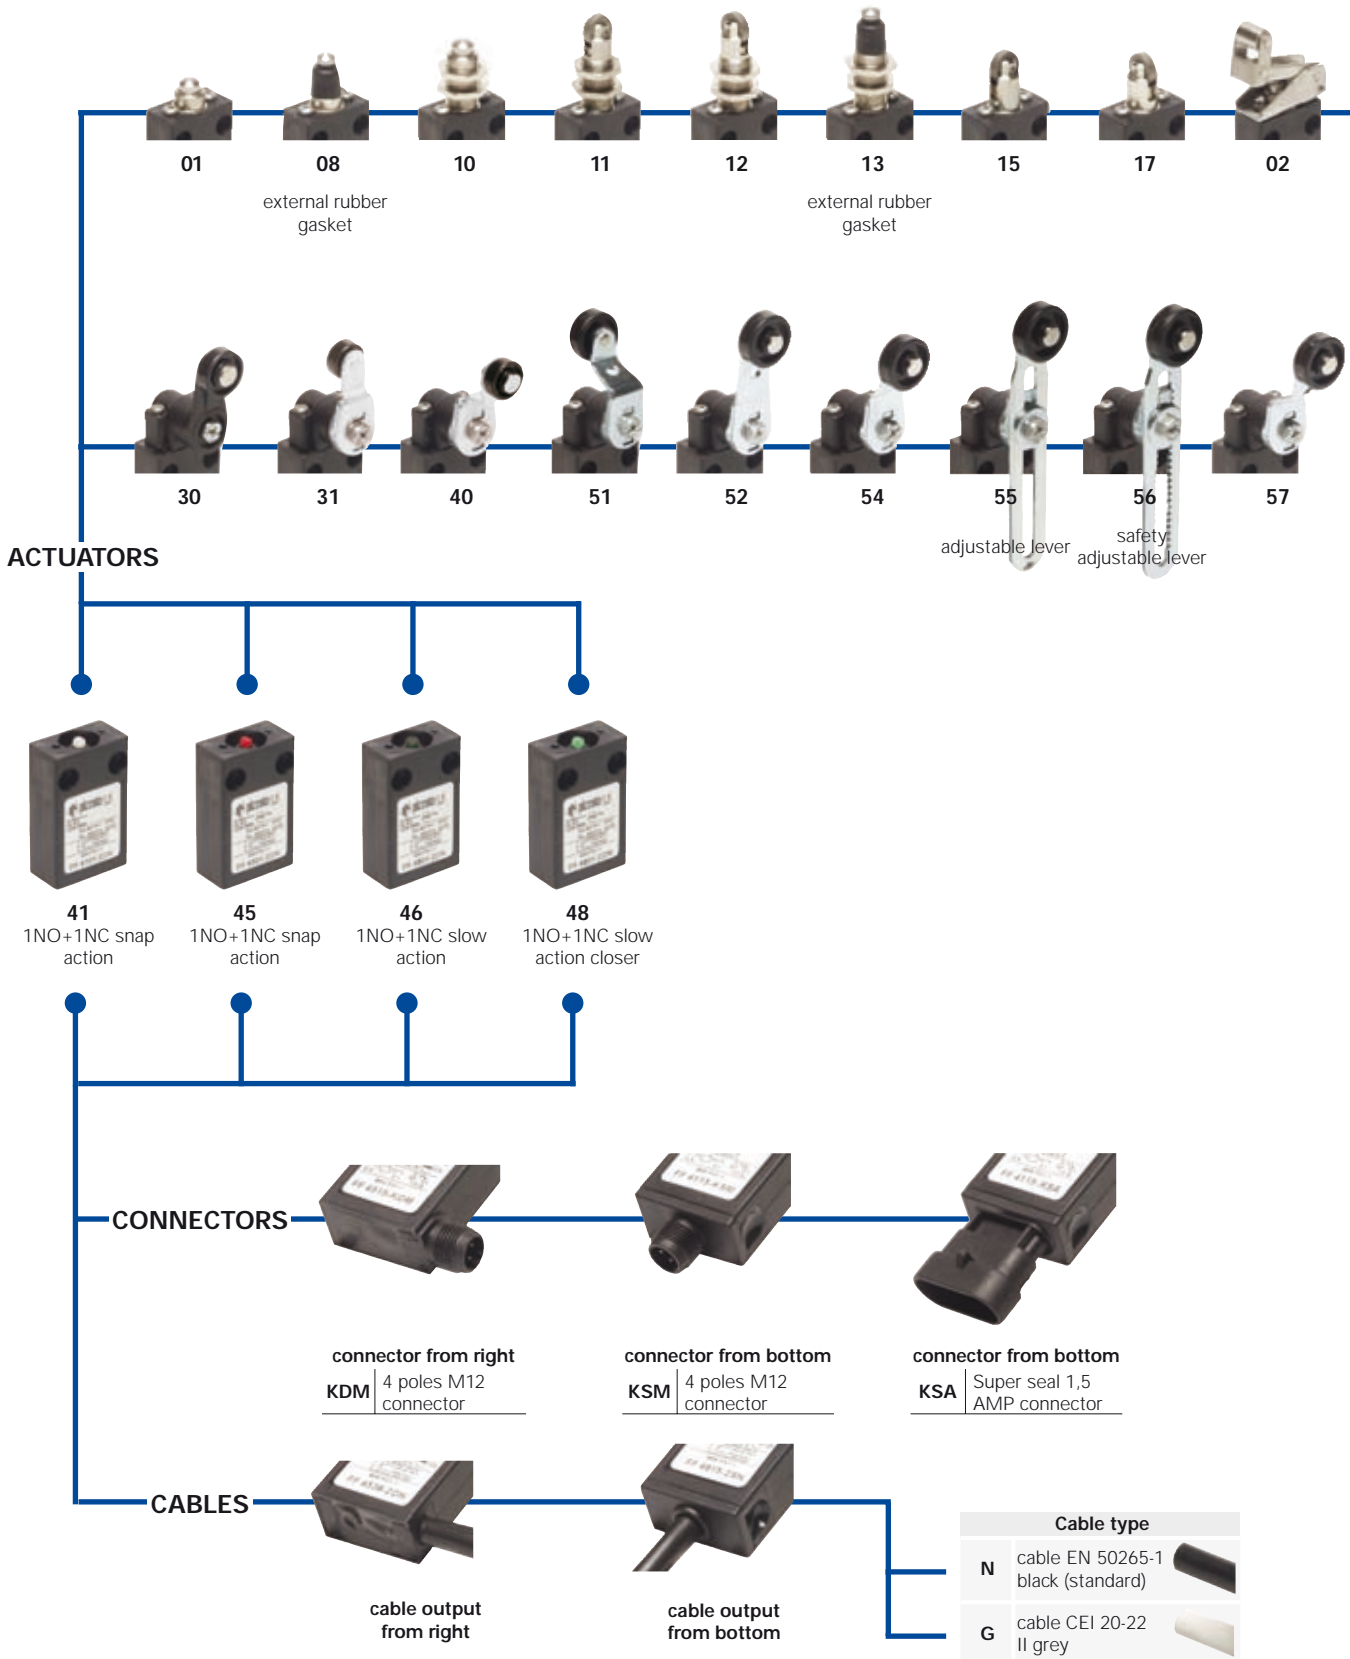 01
08
10
11
12
13
15
17
02
external rubber
gasket
external rubber
gasket
30
31
40
51
52
54
55
56
57
adjustable lever
safety
adjustable lever
ACTUATORS
41
1NO+1NC snap
action
45
1NO+1NC snap
action
46
1NO+1NC slow
action
48
1NO+1NC slow
action closer
CONNECTORS
connector from right
KDM
4 poles M12
connector
connector from bottom
KSM
4 poles M12
connector
connector from bottom
KSA
Super seal 1,5
AMP connector
CABLES
cable output
from right
cable output
from bottom
Cable type
N
cable EN 50265-1
black (standard)
G
cable CEI 20-22
II grey